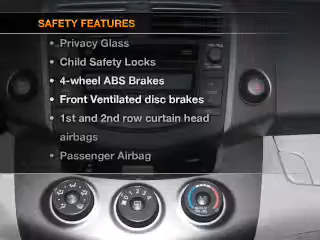 SAFETY FEATURES
• Privacy Glass
• Child Safety Locks
• 4-wheel ABS Brakes
• Front Ventilated disc brakes
• 1st and 2nd row curtain head
airbags
• Passenger Airbag